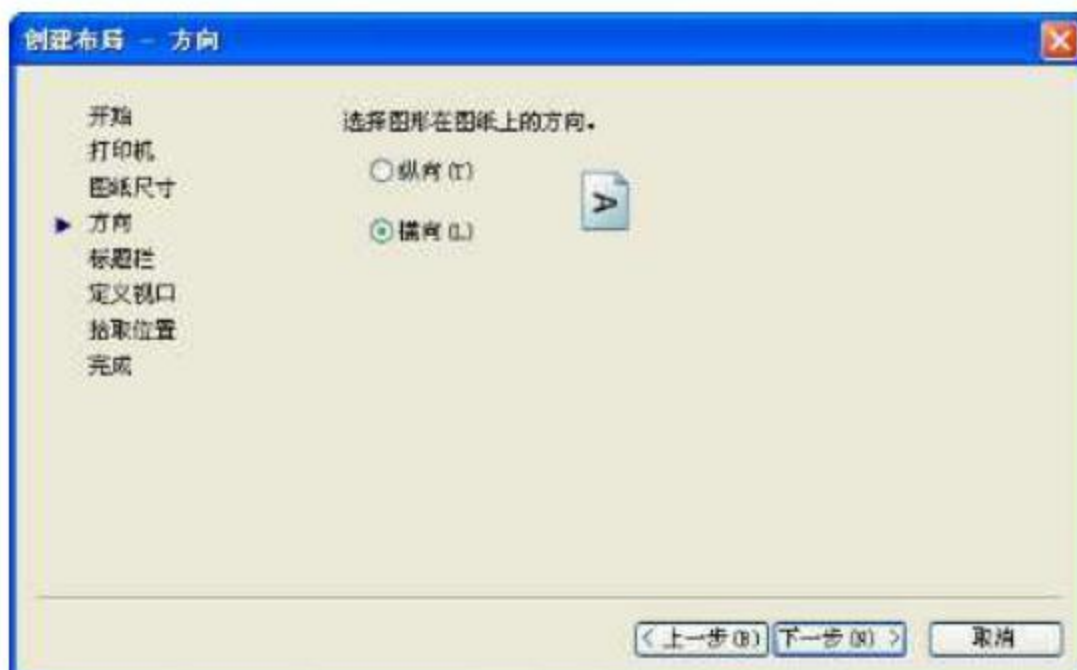 创建布局 - 方向
开始
打印机
图纸尺寸
方向
标题栏
定义视口
拾取位置
完成
选择图形在图纸上的方向。
纵向(T)
横向(L)
A
< 上一步(B)
下一步(N) >
取消